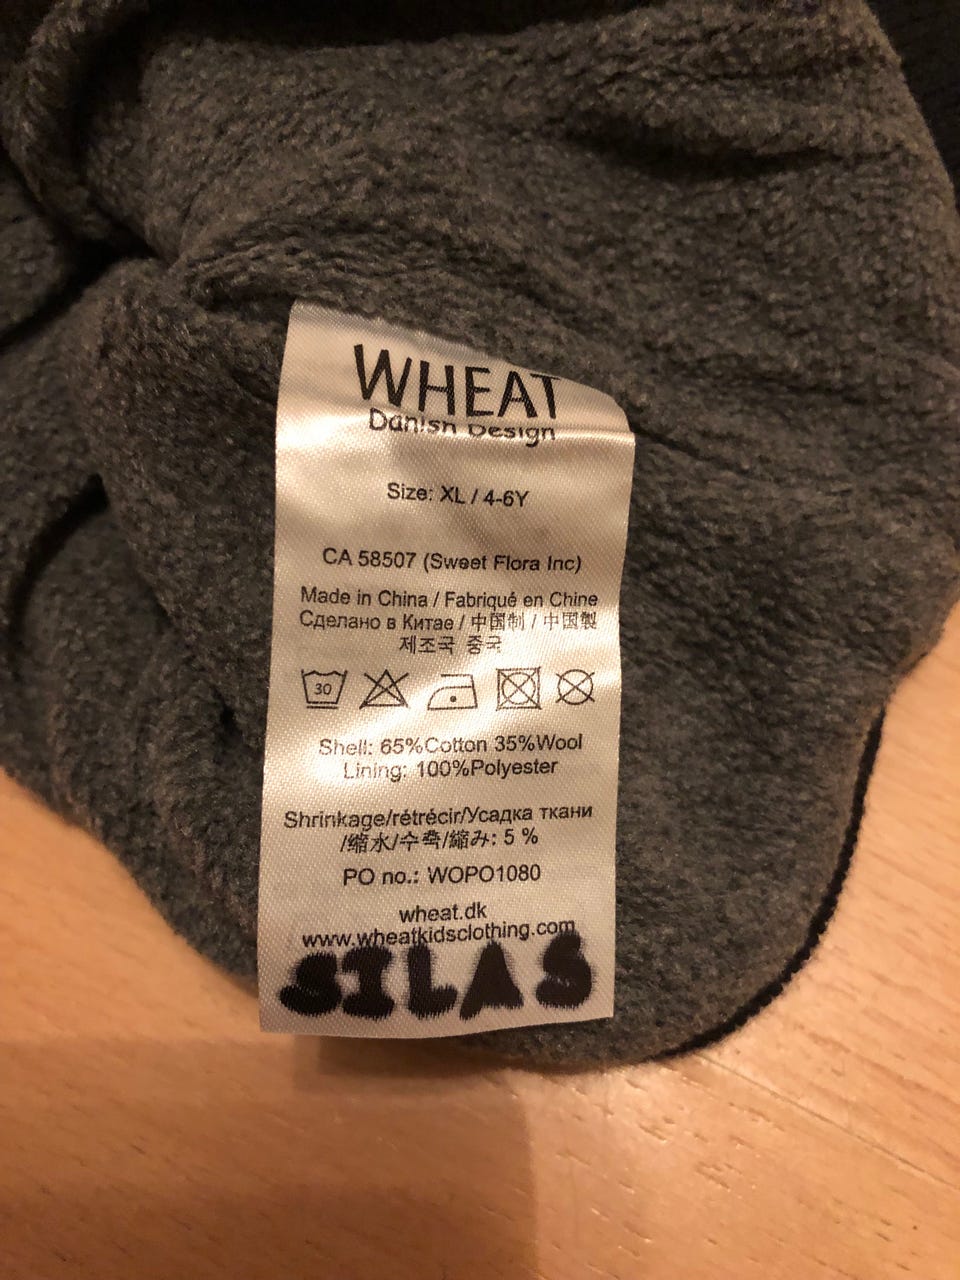 WHEAT
Danish Design
Size: XL / 4-6Y
CA 58507 (Sweet Flora Inc)
Made in China / Fabriqué en Chine
Сделано в Китае / 中国制 / 中国製
제조국 중국
30
Shell: 65%Cotton 35%Wool
Lining: 100%Polyester
Shrinkage/rétrécir/Усадка ткани
/缩水/수축/縮み: 5 %
PO no.: WOPO1080
wheat.dk
www.wheatkidsclothing.com
SILAS